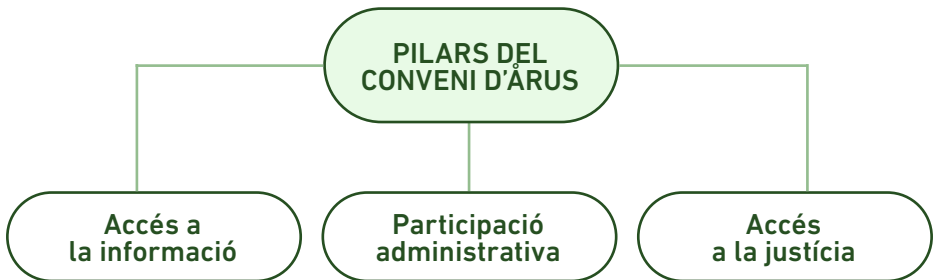 PILARS DEL
CONVENI D'ÅRUS
Accés a
la informació
Participació
administrativa
Accés
a la justícia